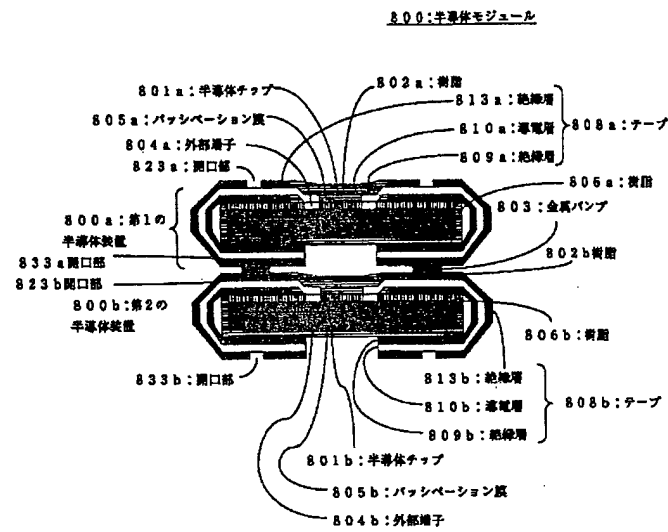 800:半導体モジュール
801a:半導体チップ
802a:樹脂
805a:パッシベーション膜
813a:絶縁層
804a:外部端子
810a:導電層
808a:テープ
823a:開口部
809a:絶縁層
806a:樹脂
800a:第1の
半導体装置
803:金属バンプ
833a開口部
802b樹脂
823b開口部
800b:第2の
半導体装置
806b:樹脂
833b:開口部
813b:絶縁層
810b:導電層
808b:テープ
809b:絶縁層
801b:半導体チップ
805b:パッシベーション膜
804b:外部端子